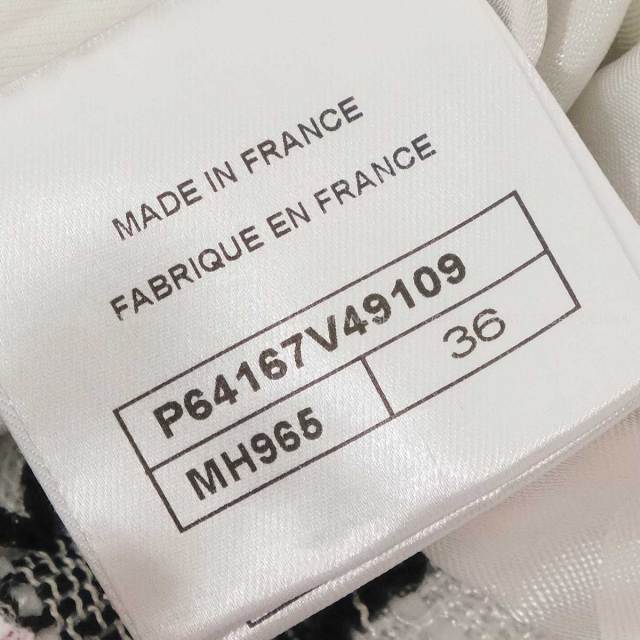 MADE IN FRANCE
FABRIQUE EN FRANCE
P64167V49109
MH965 36